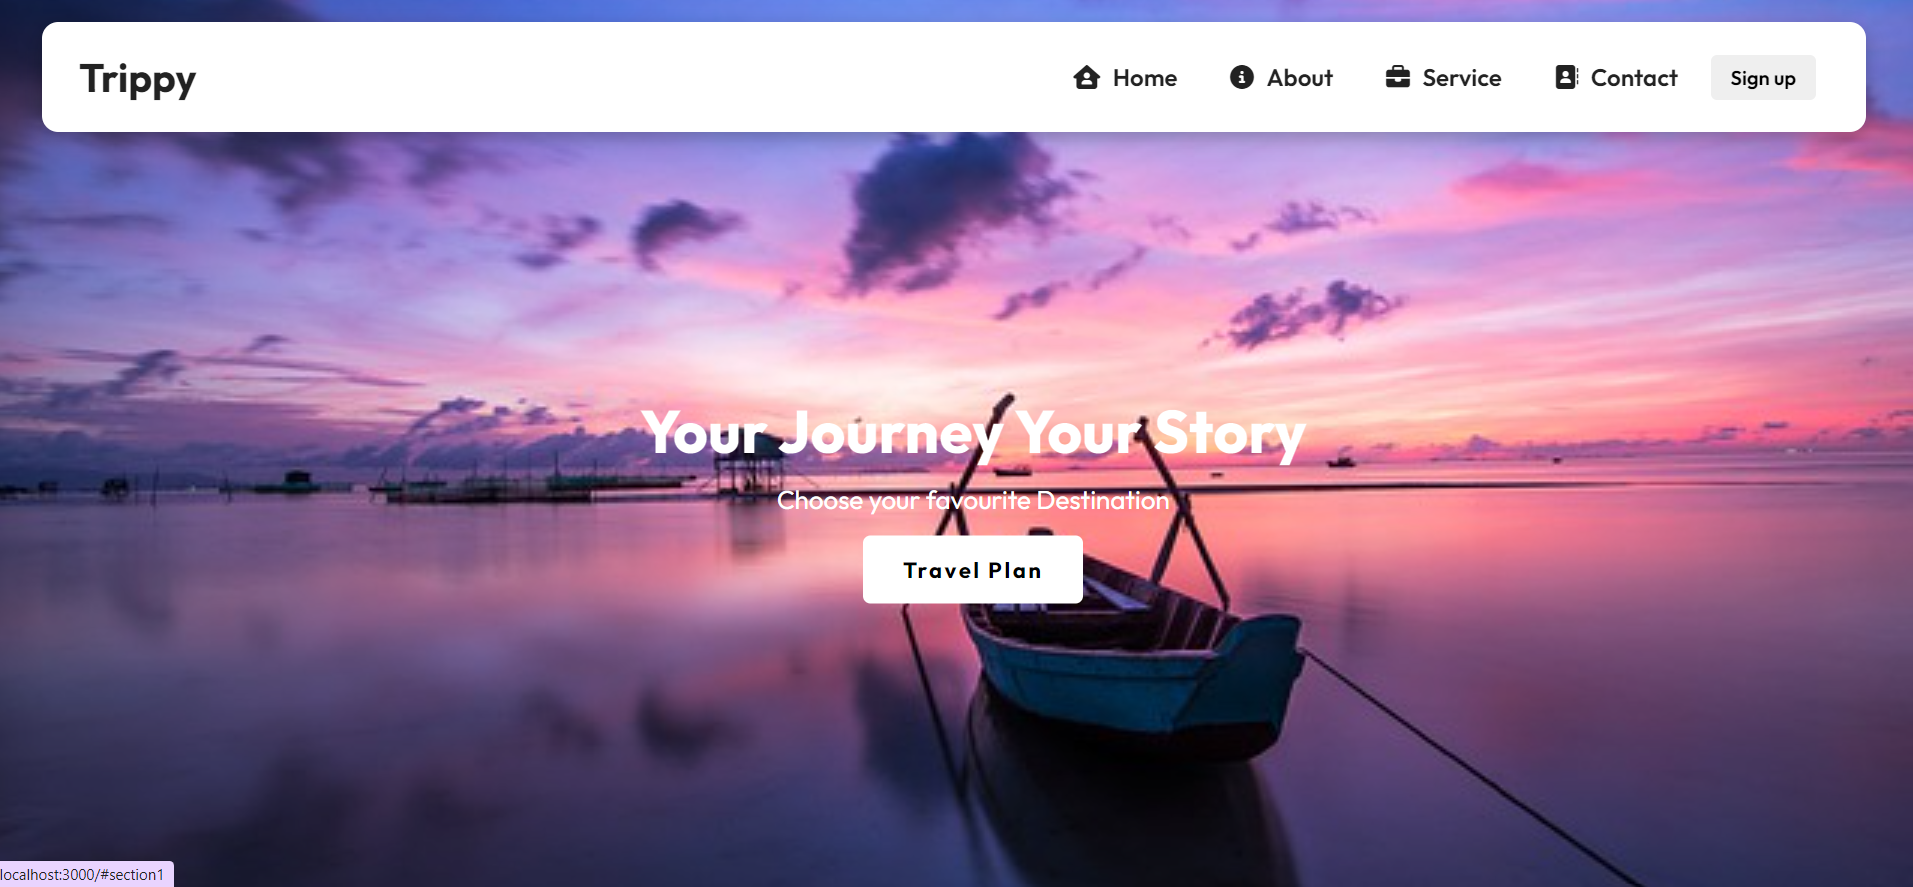 Trippy
Home
About
Service
Contact
Sign up
Your Journey Your Story
Choose your favourite Destination
Travel Plan
localhost:3000/#section1